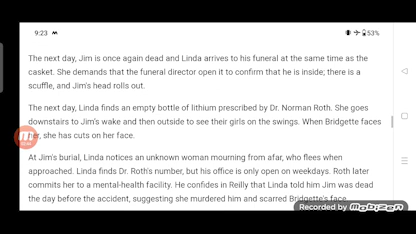 9:23
53%
The next day, Jim is once again dead and Linda arrives to his funeral at the same time as the
casket. She demands that the funeral director open it to confirm that he is inside; there is a
scuffle, and Jim's head rolls out.
The next day, Linda finds an empty bottle of lithium prescribed by Dr. Norman Roth. She goes
downstairs to Jim's wake and then outside to see their girls on the swings. When Bridgette faces
her, she has cuts on her face.
At Jim's burial, Linda notices an unknown woman mourning from afar, who flees when
approached. Linda finds Dr. Roth's number, but his office is only open on weekdays. Roth later
commits her to a mental-health facility. He confides in Reilly that Linda told him Jim was dead
the day before the accident, suggesting she murdered him and scarred Bridgette's face.
Recorded by mobizen